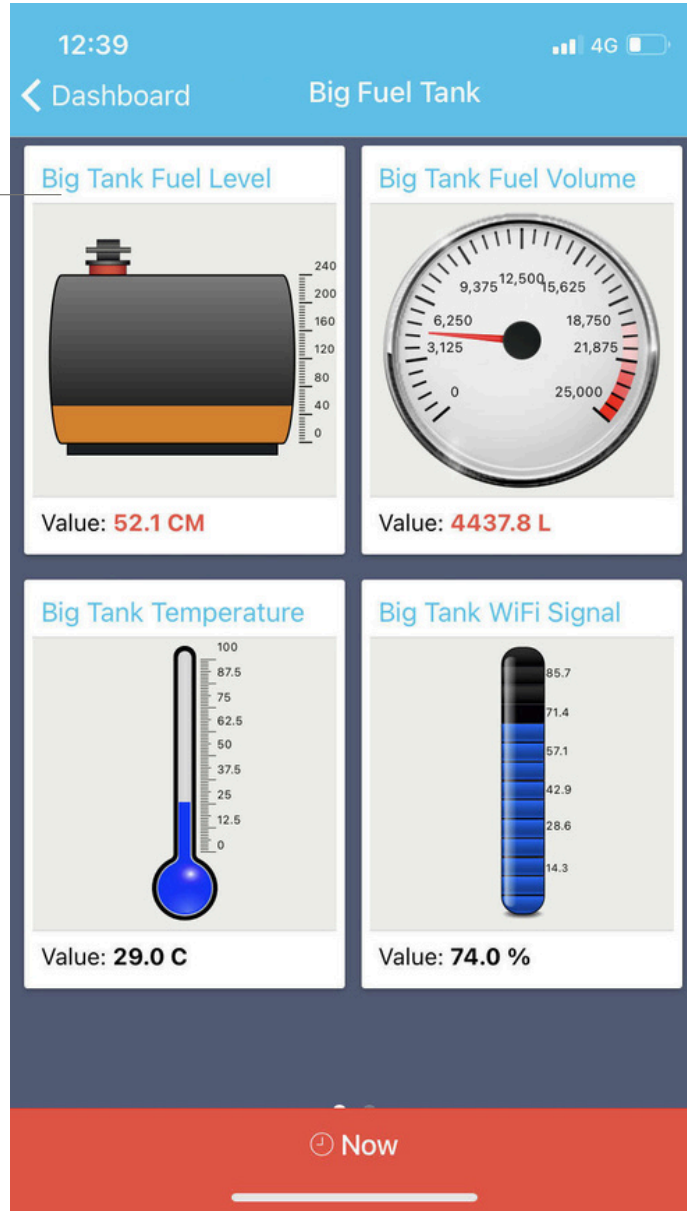 12:39 4G
Dashboard Big Fuel Tank
Big Tank Fuel Level
240
200
160
120
80
40
0
Value: 52.1 CM
Big Tank Fuel Volume
12,500
9,375 15,625
6,250 18,750
3,125 21,875
0 25,000
Value: 4437.8 L
Big Tank Temperature
100
87.5
75
62.5
50
37.5
25
12.5
0
Value: 29.0 C
Big Tank WiFi Signal
85.7
71.4
57.1
42.9
28.6
14.3
Value: 74.0 %
Now